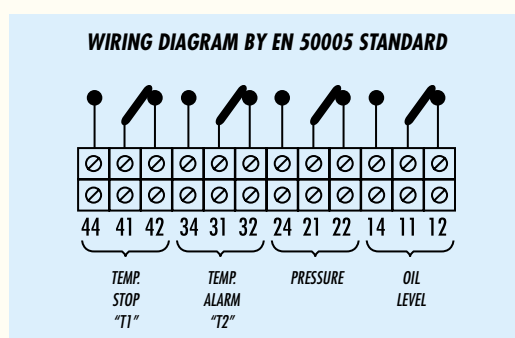 WIRING DIAGRAM BY EN 50005 STANDARD
44 41 42 34 31 32 24 21 22 14 11 12
TEMP. STOP "T1"
TEMP. ALARM "T2"
PRESSURE
OIL LEVEL